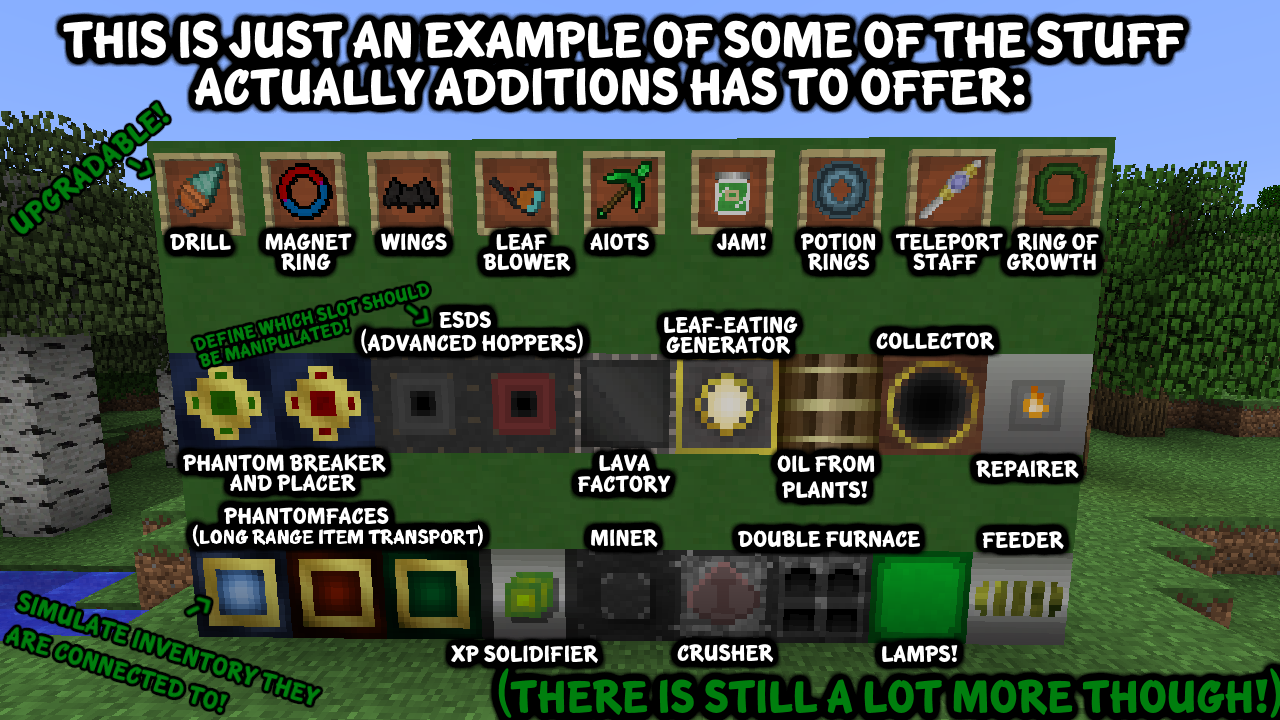 THIS IS JUST AN EXAMPLE OF SOME OF THE STUFF
ACTUALLY ADDITIONS HAS TO OFFER:
UPGRADABLE!
DRILL
MAGNET
RING
WINGS
LEAF
BLOWER
AIOTS
JAM!
POTION
RINGS
TELEPORT
STAFF
RING OF
GROWTH
DEFINE WHICH SLOT SHOULD
BE MANIPULATED!
ESDS
(ADVANCED HOPPERS)
LEAF-EATING
GENERATOR
COLLECTOR
PHANTOM BREAKER
AND PLACER
LAVA
FACTORY
OIL FROM
PLANTS!
REPAIRER
PHANTOMFACES
(LONG RANGE ITEM TRANSPORT)
MINER
DOUBLE FURNACE
FEEDER
SIMULATE INVENTORY THEY
ARE CONNECTED TO!
XP SOLIDIFIER
CRUSHER
LAMPS!
(THERE IS STILL A LOT MORE THOUGH!)